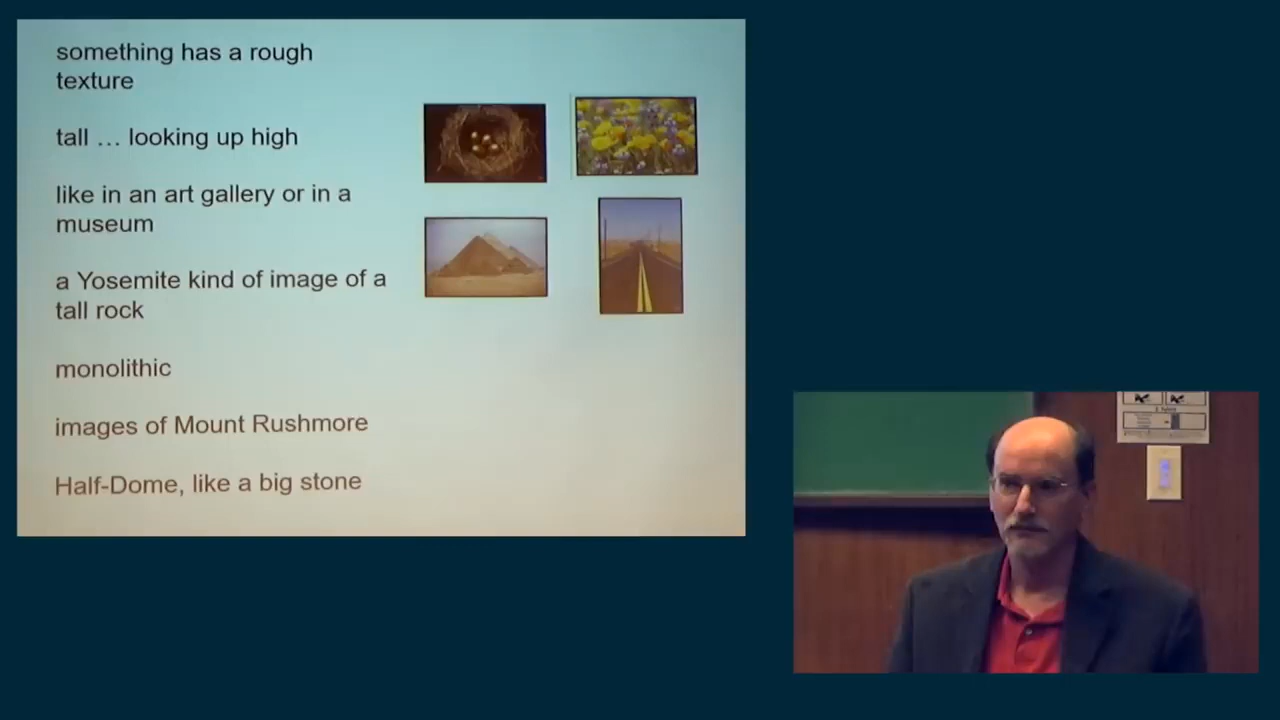 something has a rough
texture
tall … looking up high
like in an art gallery or in a
museum
a Yosemite kind of image of a
tall rock
monolithic
images of Mount Rushmore
Half-Dome, like a big stone